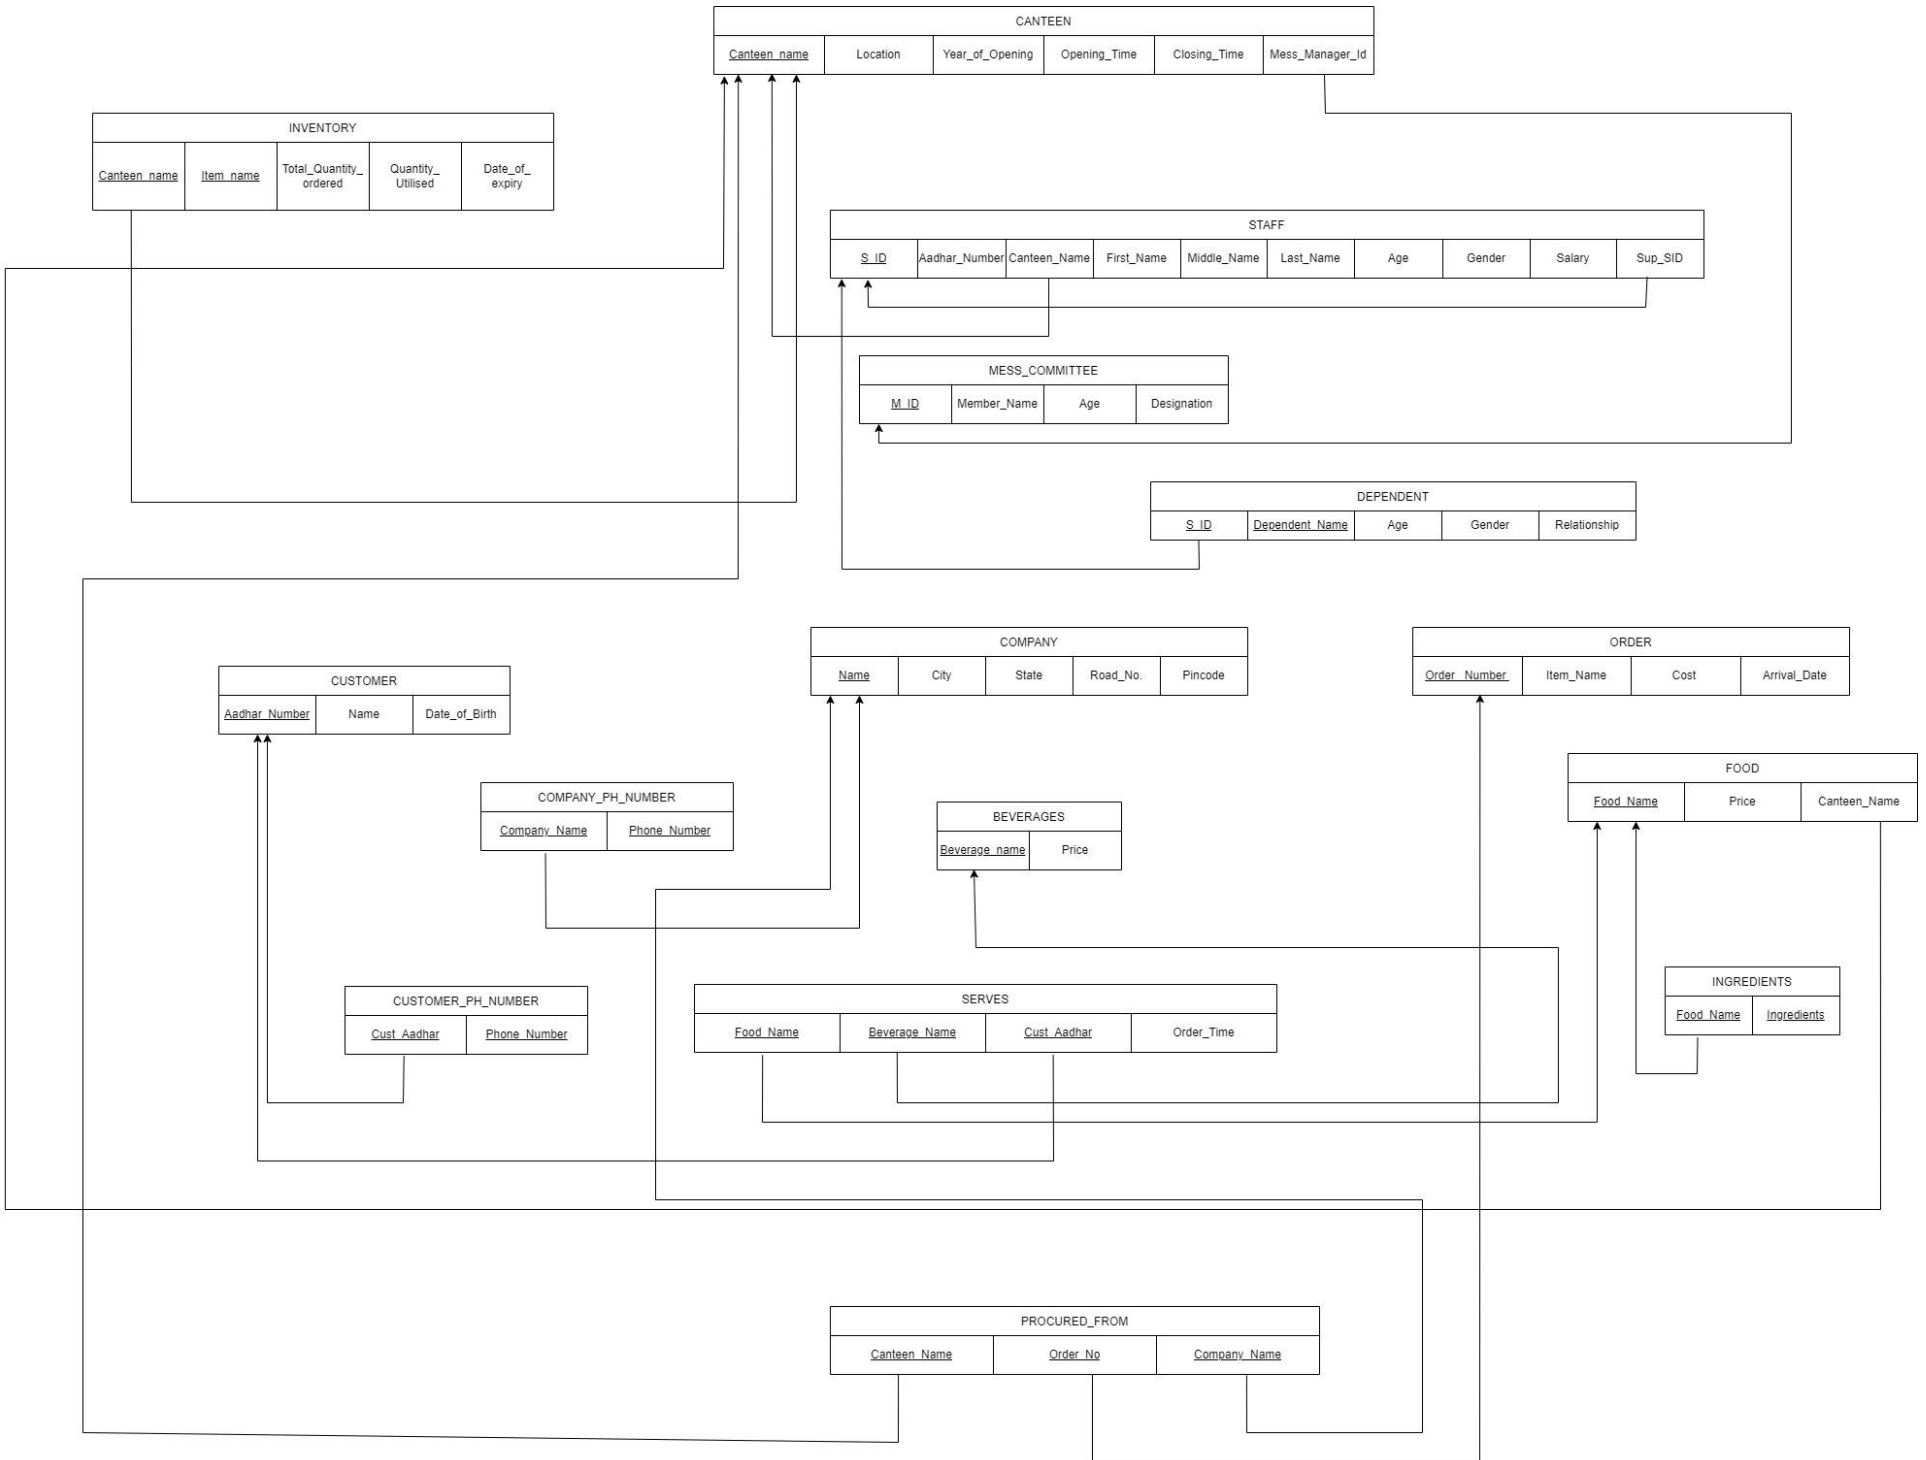 CANTEEN
Canteen_name Location Year_of_Opening Opening_Time Closing_Time Mess_Manager_Id
INVENTORY
Canteen_name Item_name Total_Quantity_ Quantity_ Date_of_
ordered Utilised expiry
STAFF
S_ID Aadhar_Number Canteen_Name First_Name Middle_Name Last_Name Age Gender Salary Sup_SID
MESS_COMMITTEE
M_ID Member_Name Age Designation
DEPENDENT
S_ID Dependent_Name Age Gender Relationship
COMPANY
Name City State Road_No. Pincode
ORDER
Order_ Number Item_Name Cost Arrival_Date
CUSTOMER
Aadhar_Number Name Date_of_Birth
FOOD
Food_Name Price Canteen_Name
COMPANY_PH_NUMBER
Company_Name Phone_Number
BEVERAGES
Beverage_name Price
INGREDIENTS
Food_Name Ingredients
CUSTOMER_PH_NUMBER
Cust_Aadhar Phone_Number
SERVES
Food_Name Beverage_Name Cust_Aadhar Order_Time
PROCURED_FROM
Canteen_Name Order_No Company_Name